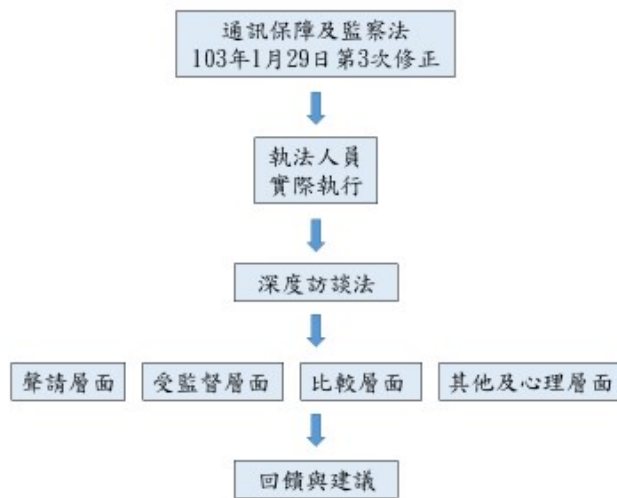 通訊保障及監察法
103年1月29日第3次修正
執法人員
實際執行
深度訪談法
聲請層面
受監督層面
比較層面
其他及心理層面
回饋與建議